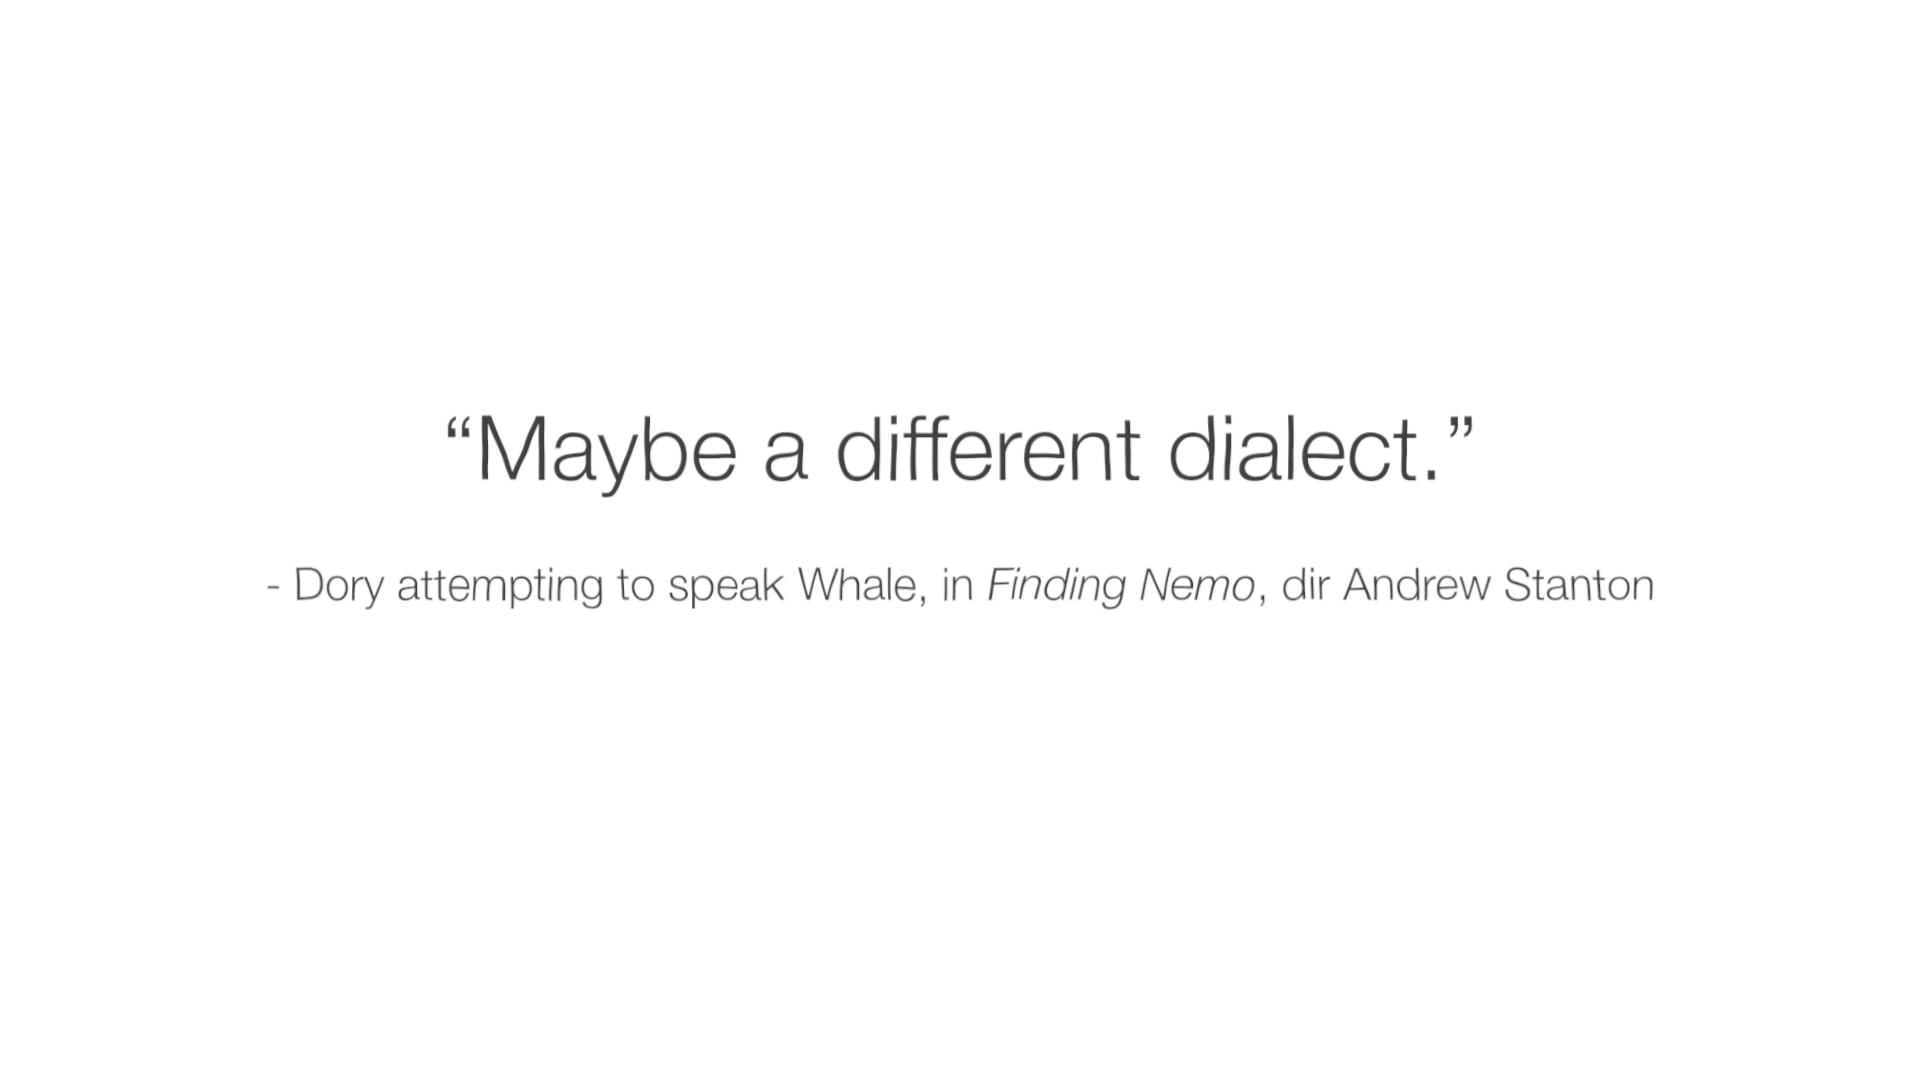 “Maybe a different dialect.”
- Dory attempting to speak Whale, in Finding Nemo, dir Andrew Stanton